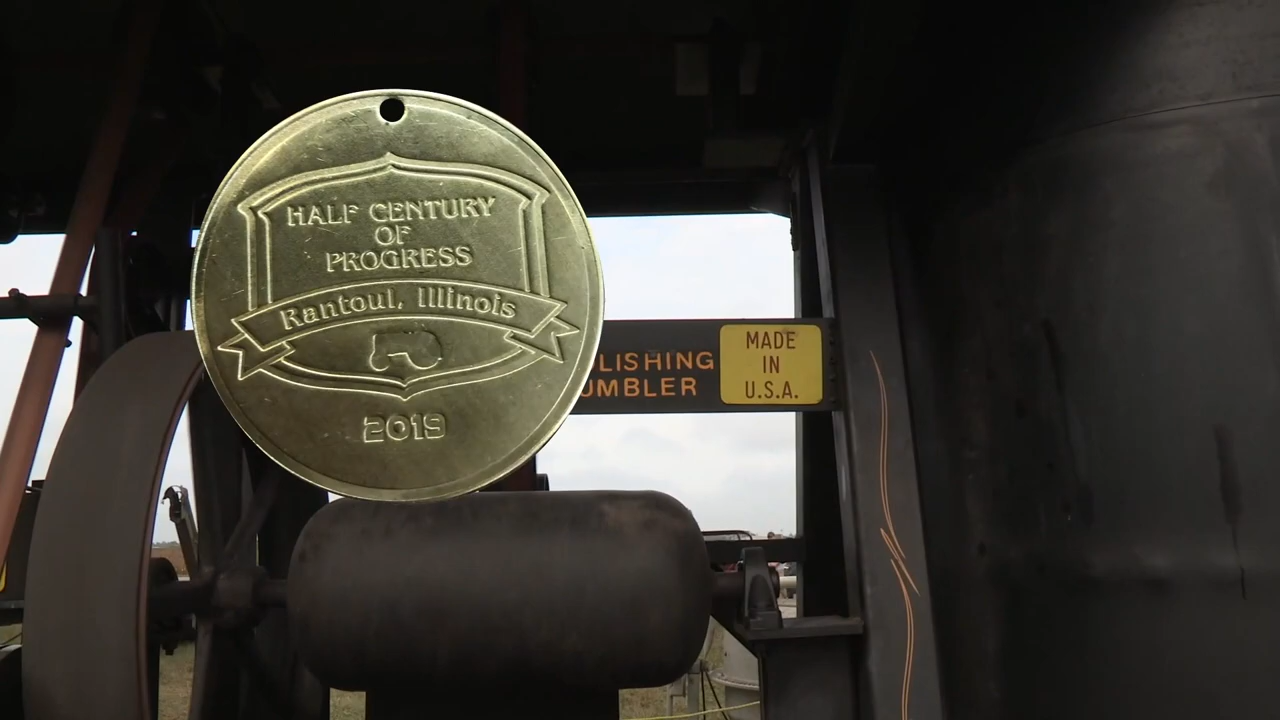 HALF CENTURY
OF
PROGRESS
Rantoul, Illinois
2019
LISHING
UMBLER
MADE
IN
U.S.A.